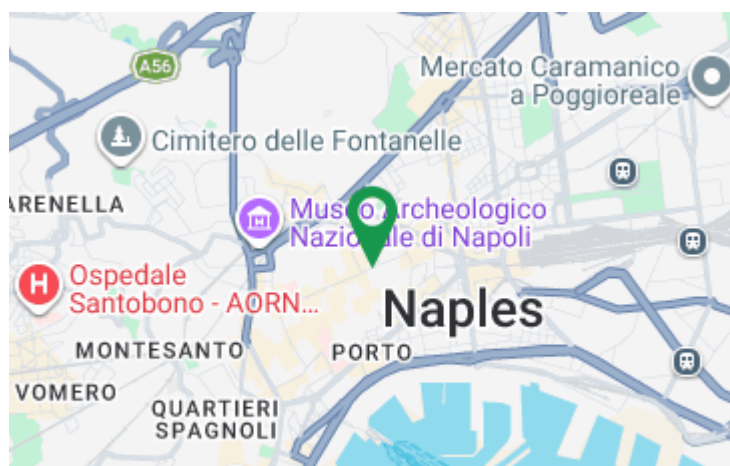 A56
Mercato Caramanico
a Poggioreale
Cimitero delle Fontanelle
ARENELLA
Museo Archeologico
Nazionale di Napoli
H
Ospedale
Santobono - AORN...
Naples
MONTESANTO
PORTO
VOMERO
QUARTIERI
SPAGNOLI